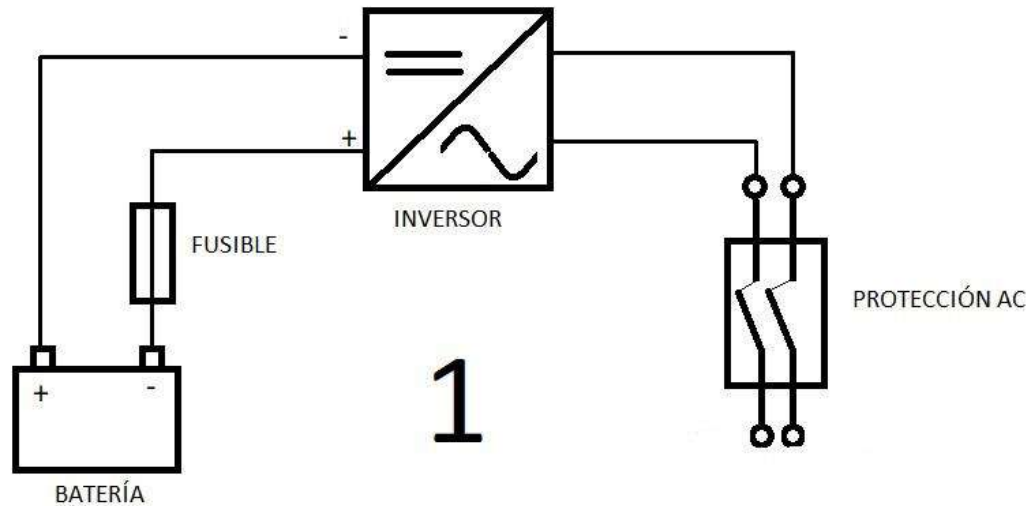 -
+
INVERSOR
FUSIBLE
PROTECCIÓN AC
1
+ -
BATERÍA